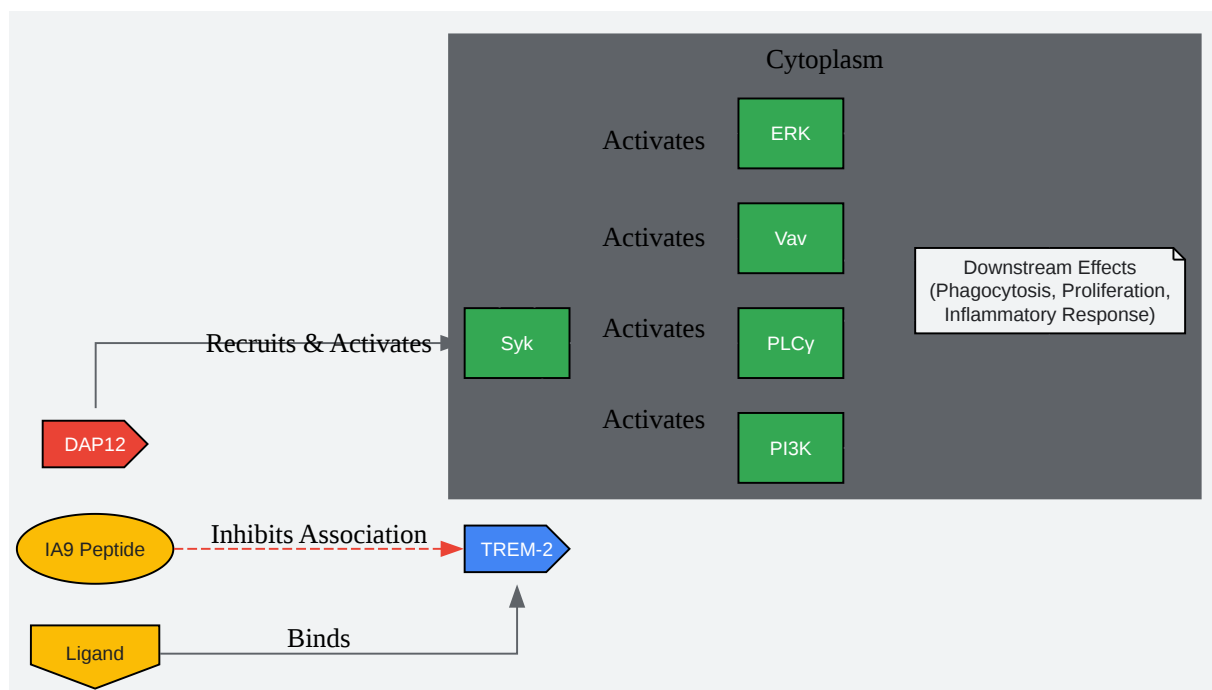 Cytoplasm
Activates
ERK
Activates
Vav
Downstream Effects
(Phagocytosis, Proliferation,
Inflammatory Response)
Recruits & Activates
Syk
Activates
PLCγ
Activates
PI3K
DAP12
IA9 Peptide
Inhibits Association
TREM-2
Ligand
Binds